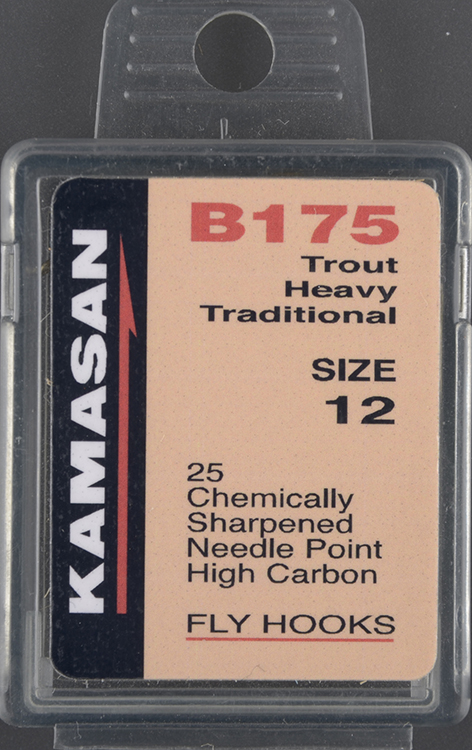 KAMASAN
B175
Trout
Heavy
Traditional
SIZE
12
25
Chemically
Sharpened
Needle Point
High Carbon
FLY HOOKS